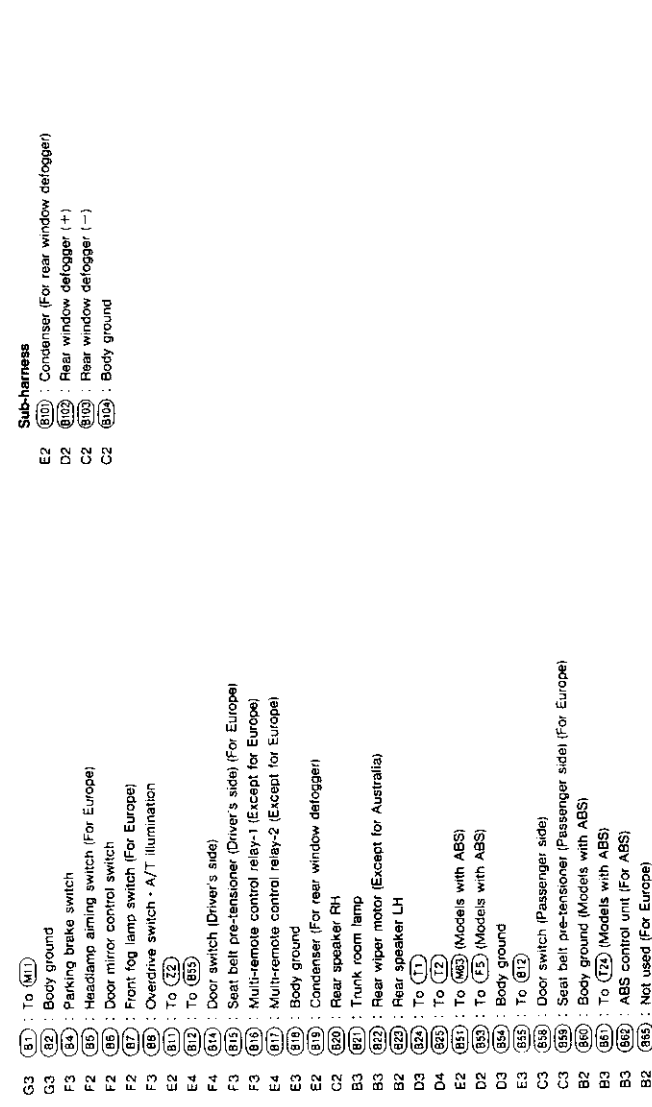 G3 B1 : To M11
G3 B2 : Body ground
F3 B4 : Parking brake switch
F2 B5 : Headlamp aiming switch (For Europe)
F2 B6 : Door mirror control switch
F2 B7 : Front fog lamp switch (For Europe)
F3 B8 : Overdrive switch • A/T illumination
E2 B11 : To Z2
E4 B12 : To B55
F4 B14 : Door switch (Driver's side)
F3 B15 : Seat belt pre-tensioner (Driver's side) (For Europe)
F3 B16 : Multi-remote control relay-1 (Except for Europe)
E4 B17 : Multi-remote control relay-2 (Except for Europe)
E3 B18 : Body ground
E2 B19 : Condenser (For rear window defogger)
C2 B20 : Rear speaker RH
B3 B21 : Trunk room lamp
B3 B22 : Rear wiper motor (Except for Australia)
B2 B23 : Rear speaker LH
D3 B24 : To T1
D4 B25 : To T2
E2 B51 : To M63 (Models with ABS)
D2 B53 : To F5 (Models with ABS)
D3 B54 : Body ground
E3 B55 : To B12
C3 B58 : Door switch (Passenger side)
C3 B59 : Seat belt pre-tensioner (Passenger side) (For Europe)
B2 B60 : Body ground (Models with ABS)
B3 B61 : To T24 (Models with ABS)
B3 B62 : ABS control unit (For ABS)
B2 B65 : Not used (For Europe)
Sub-harness
E2 B101 : Condenser (For rear window defogger)
D2 B102 : Rear window defogger (+)
C2 B103 : Rear window defogger (−)
C2 B104 : Body ground